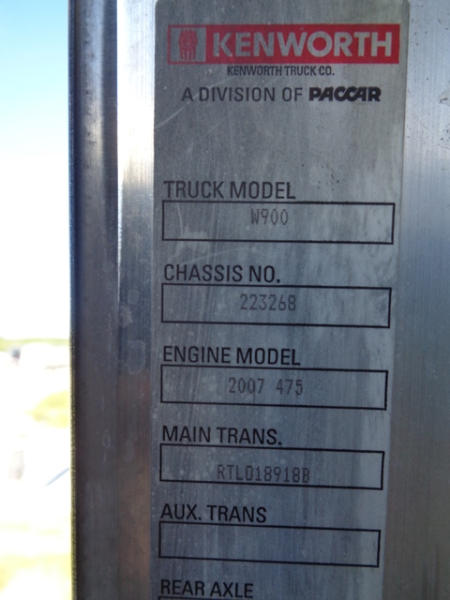 KENWORTH
KENWORTH TRUCK CO.
A DIVISION OF PACCAR
TRUCK MODEL
W900
CHASSIS NO.
223268
ENGINE MODEL
2007 475
MAIN TRANS.
RTLO18918B
AUX. TRANS
REAR AXLE